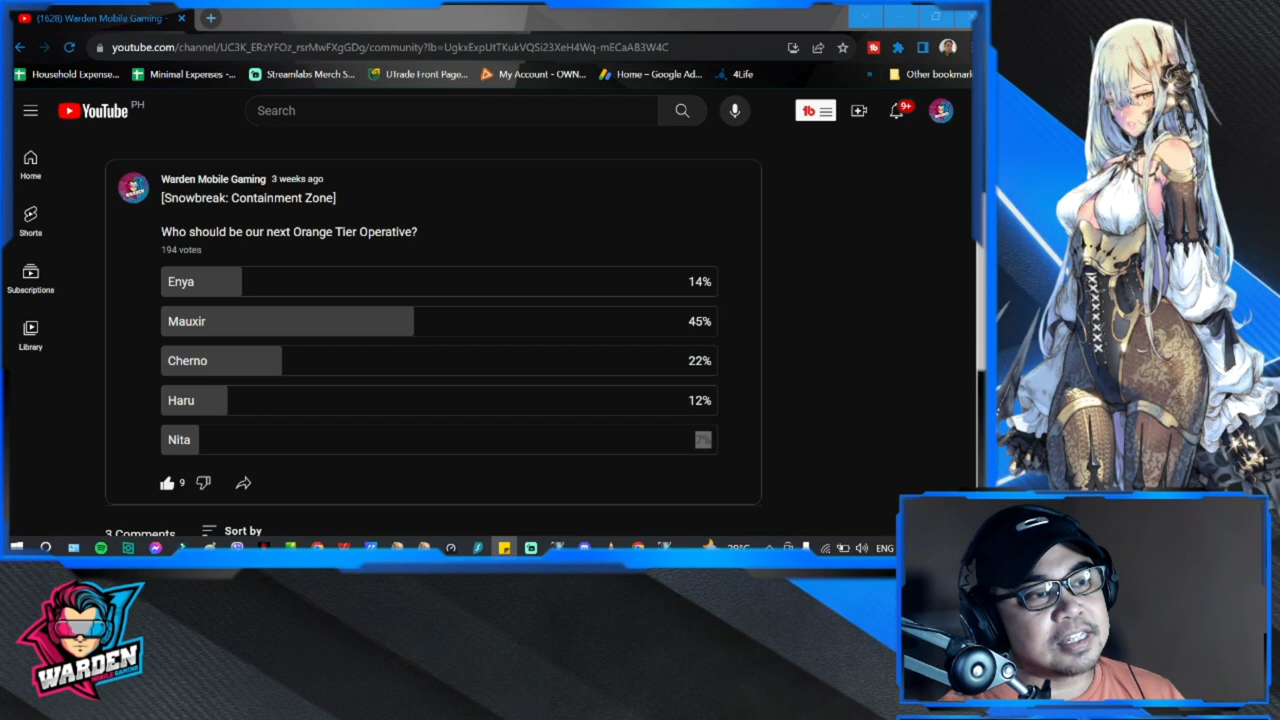 (1628) Warden Mobile Gaming -
youtube.com/channel/UC3K_ERzYFOz_rsrMwFXgGDg/community?lb=UgkxExpUtTKukVQSi23XeH4Wq-mECaAB3W4C
Household Expense... Minimal Expenses -... Streamlabs Merch S... UTrade Front Page... My Account - OWN... Home – Google Ad... 4Life » Other bookmark
YouTube PH
Search
9+
Home
Shorts
Subscriptions
Library
Warden Mobile Gaming 3 weeks ago
[Snowbreak: Containment Zone]
Who should be our next Orange Tier Operative?
194 votes
Enya 14%
Mauxir 45%
Cherno 22%
Haru 12%
Nita 7%
9
3 Comments Sort by
ENG
WARDEN
MOBILE GAMING